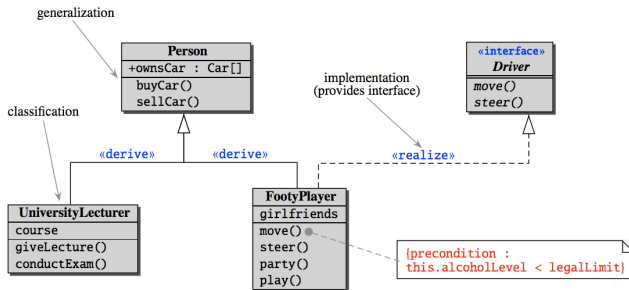 generalization
Person
+ownsCar : Car[]
buyCar()
sellCar()
«interface»
Driver
move()
steer()
implementation
(provides interface)
classification
«derive»
«derive»
«realize»
UniversityLecturer
course
giveLecture()
conductExam()
FootyPlayer
girlfriends
move()
steer()
party()
play()
{precondition :
this.alcoholLevel < legalLimit}